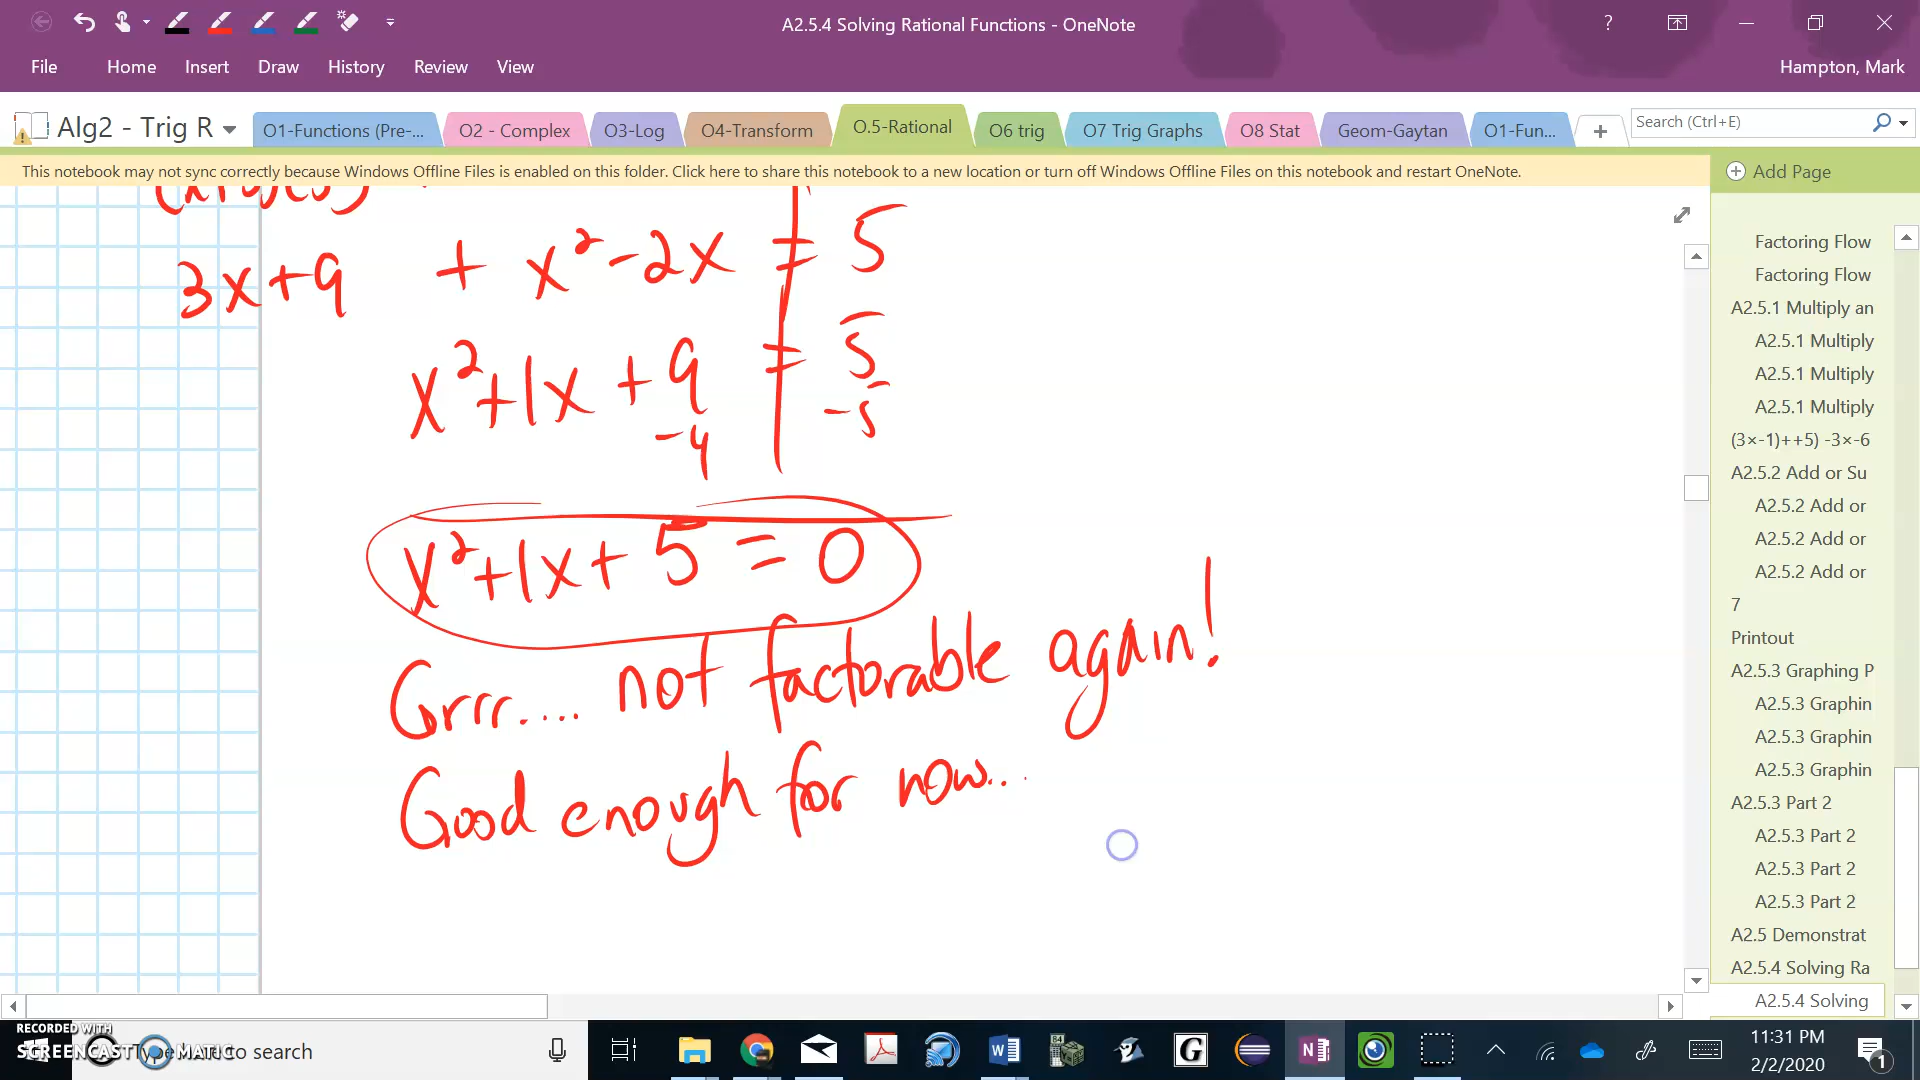 A2.5.4 Solving Rational Functions - OneNote
File Home Insert Draw History Review View
Hampton, Mark
Alg2 - Trig R
O1-Functions (Pre-...
O2 - Complex
O3-Log
O4-Transform
O.5-Rational
O6 trig
O7 Trig Graphs
O8 Stat
Geom-Gaytan
O1-Fun...
Search (Ctrl+E)
This notebook may not sync correctly because Windows Offline Files is enabled on this folder. Click here to share this notebook to a new location or turn off Windows Offline Files on this notebook and restart OneNote.
3x+9 + x²-2x = 5
x²+1x+9 = 5
-4 -5
x²+1x+5 = 0
Grrr.... not factorable again!
Good enough for now...
Add Page
Factoring Flow
Factoring Flow
A2.5.1 Multiply an
A2.5.1 Multiply
A2.5.1 Multiply
A2.5.1 Multiply
(3×-1)++5) -3×-6
A2.5.2 Add or Su
A2.5.2 Add or
A2.5.2 Add or
A2.5.2 Add or
7
Printout
A2.5.3 Graphing P
A2.5.3 Graphin
A2.5.3 Graphin
A2.5.3 Graphin
A2.5.3 Part 2
A2.5.3 Part 2
A2.5.3 Part 2
A2.5.3 Part 2
A2.5 Demonstrat
A2.5.4 Solving Ra
A2.5.4 Solving
RECORDED WITH
SCREENCAST MATIC
to search
11:31 PM
2/2/2020
1